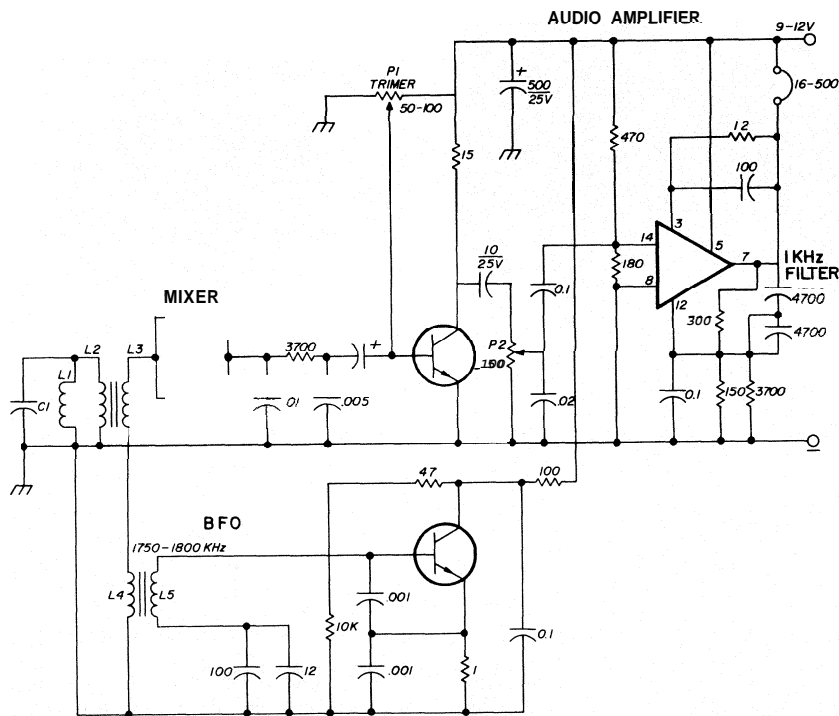 AUDIO AMPLIFIER
9-12V
P1
TRIMER
50-100
+
500
25V
16-500
12
470
15
100
3
5
14
7
1KHz
FILTER
10
25V
180
8
MIXER
0.1
12
4700
300
4700
3700
+
P2
L2
L3
L1
C1
.01
.005
.02
0.1
150
3700
47
100
BFO
1750-1800 KHz
.001
L4
L5
10K
0.1
100
12
.001
1